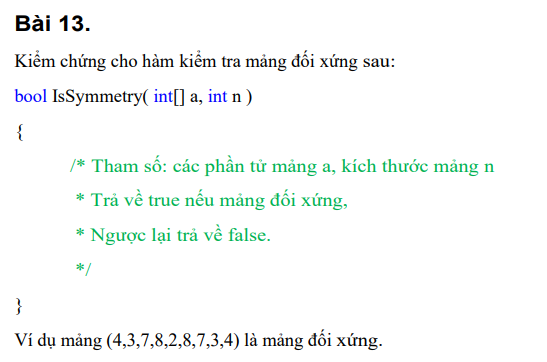 Bài 13.
Kiểm chứng cho hàm kiểm tra mảng đối xứng sau:
bool IsSymmetry( int[] a, int n )
{
/* Tham số: các phần tử mảng a, kích thước mảng n
* Trả về true nếu mảng đối xứng,
* Ngược lại trả về false.
*/
}
Ví dụ mảng (4,3,7,8,2,8,7,3,4) là mảng đối xứng.